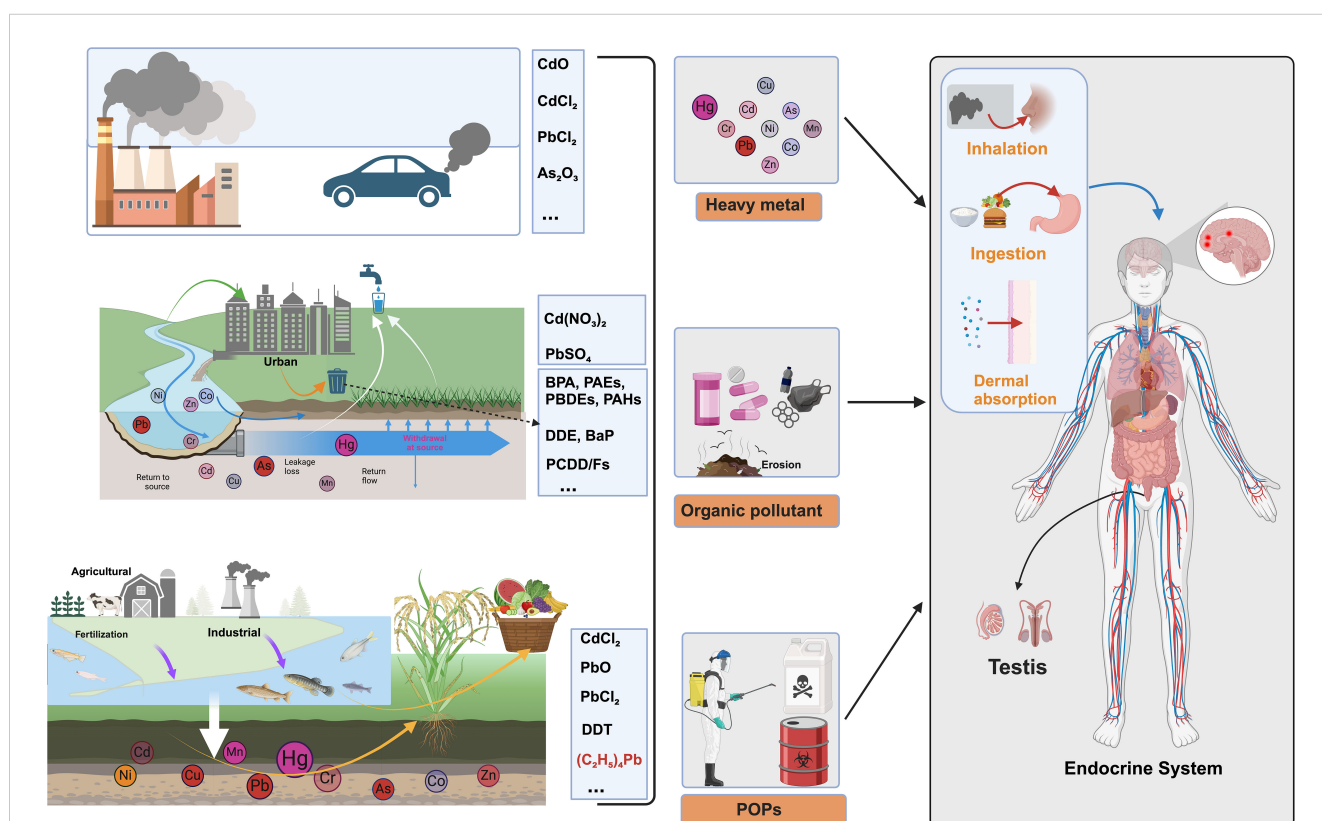 CdO
CdCl₂
PbCl₂
As₂O₃
...
Urban
Ni
Zn
Co
Pb
Cr
Hg
Withdrawal
at source
Cd
Cu
As
Leakage
loss
Mn
Return
flow
Return to
source
Cd(NO₃)₂
PbSO₄
BPA, PAEs,
PBDEs, PAHs
DDE, BaP
PCDD/Fs
...
Agricultural
Fertilization
Industrial
Cd
Mn
Hg
Ni
Cu
Pb
Cr
As
Co
Zn
CdCl₂
PbO
PbCl₂
DDT
(C₂H₅)₄Pb
...
Cu
Hg
Cd
As
Cr
Ni
Mn
Pb
Co
Zn
Heavy metal
Erosion
Organic pollutant
POPs
Inhalation
Ingestion
Dermal
absorption
Testis
Endocrine System